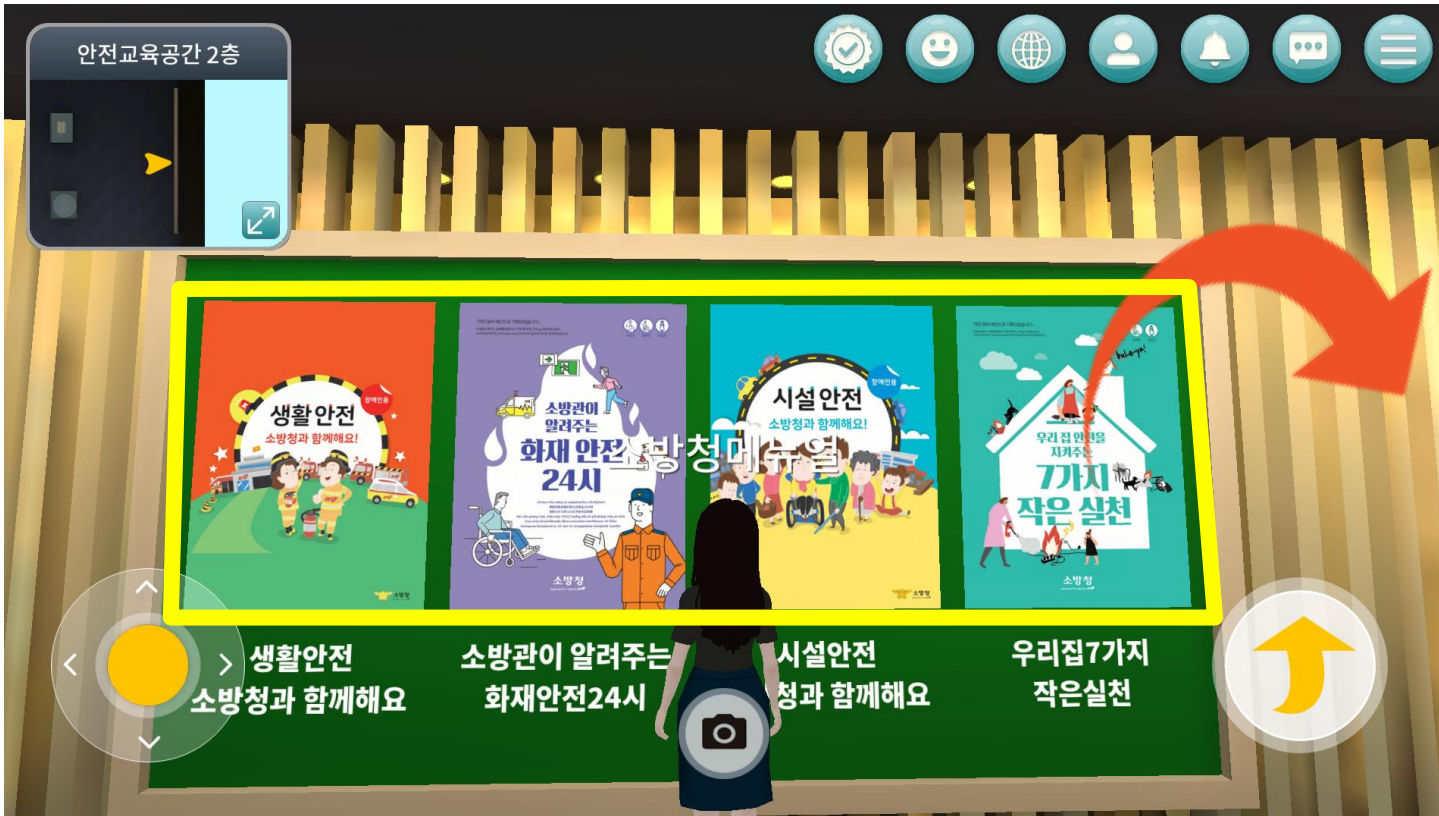 안전교육공간 2층
생활 안전
소방청과 함께해요!
장애인용
소방청
소방관이
알려주는
화재 안전
24시
소방청
시설 안전
소방청과 함께해요!
장애인용
소방청
bul-o-ya!
우리 집 안전을
지켜주는
7가지
작은 실천
소방청
소방청메뉴얼
생활안전
소방청과 함께해요
소방관이 알려주는
화재안전24시
시설안전
청과 함께해요
우리집7가지
작은실천